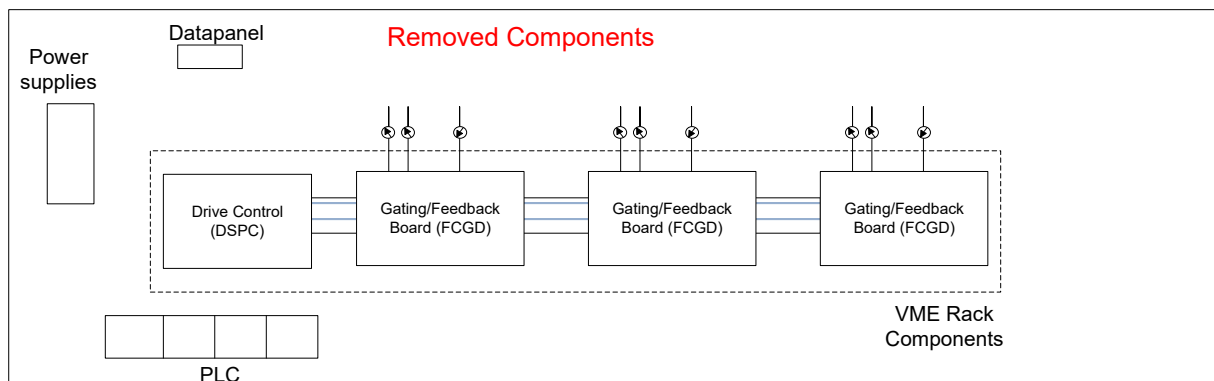 Datapanel
Removed Components
Power
supplies
Drive Control
(DSPC)
Gating/Feedback
Board (FCGD)
Gating/Feedback
Board (FCGD)
Gating/Feedback
Board (FCGD)
VME Rack
Components
PLC